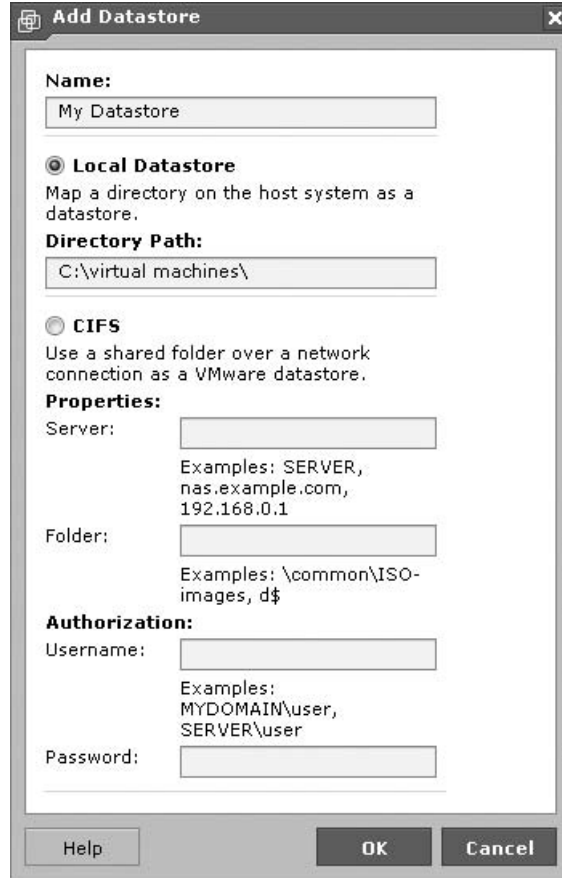 Add Datastore
Name:
My Datastore
Local Datastore
Map a directory on the host system as a
datastore.
Directory Path:
C:\virtual machines\
CIFS
Use a shared folder over a network
connection as a VMware datastore.
Properties:
Server:
Examples: SERVER,
nas.example.com,
192.168.0.1
Folder:
Examples: \common\ISO-
images, d$
Authorization:
Username:
Examples:
MYDOMAIN\user,
SERVER\user
Password:
Help OK Cancel